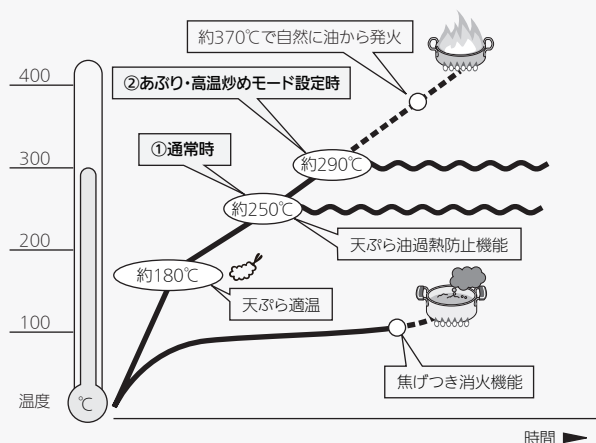 約370℃で自然に油から発火
400
②あぶり・高温炒めモード設定時
①通常時
300
約290℃
約250℃
200
天ぷら油過熱防止機能
約180℃
天ぷら適温
100
焦げつき消火機能
温度
℃
時間